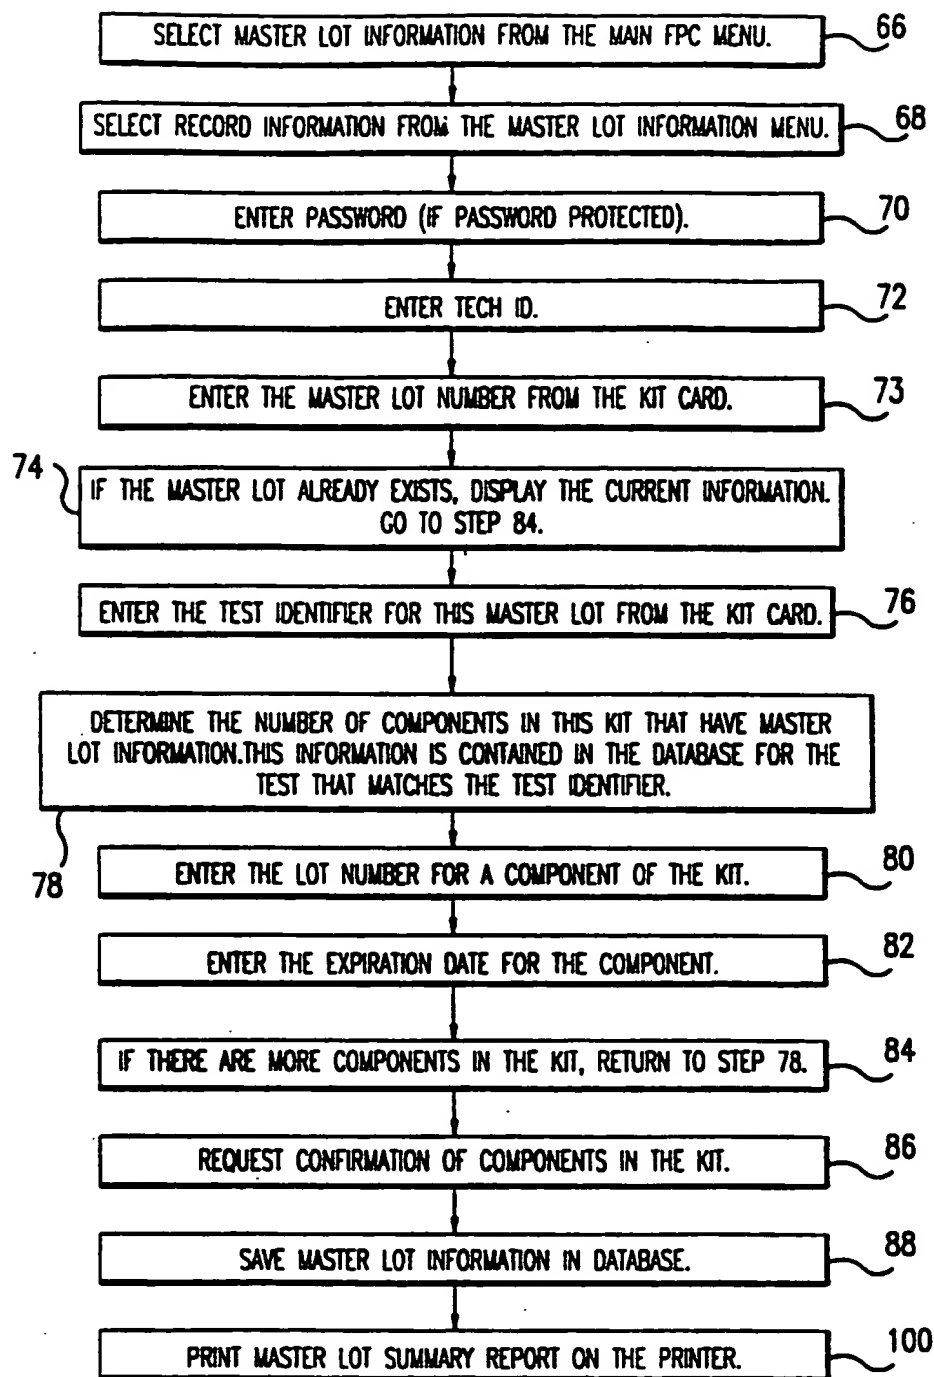 SELECT MASTER LOT INFORMATION FROM THE MAIN FPC MENU.
66
SELECT RECORD INFORMATION FROM THE MASTER LOT INFORMATION MENU.
68
ENTER PASSWORD (IF PASSWORD PROTECTED).
70
ENTER TECH ID.
72
ENTER THE MASTER LOT NUMBER FROM THE KIT CARD.
73
74
IF THE MASTER LOT ALREADY EXISTS, DISPLAY THE CURRENT INFORMATION.
GO TO STEP 84.
ENTER THE TEST IDENTIFIER FOR THIS MASTER LOT FROM THE KIT CARD.
76
DETERMINE THE NUMBER OF COMPONENTS IN THIS KIT THAT HAVE MASTER
LOT INFORMATION.THIS INFORMATION IS CONTAINED IN THE DATABASE FOR THE
TEST THAT MATCHES THE TEST IDENTIFIER.
78
ENTER THE LOT NUMBER FOR A COMPONENT OF THE KIT.
80
ENTER THE EXPIRATION DATE FOR THE COMPONENT.
82
IF THERE ARE MORE COMPONENTS IN THE KIT, RETURN TO STEP 78.
84
REQUEST CONFIRMATION OF COMPONENTS IN THE KIT.
86
SAVE MASTER LOT INFORMATION IN DATABASE.
88
PRINT MASTER LOT SUMMARY REPORT ON THE PRINTER.
100